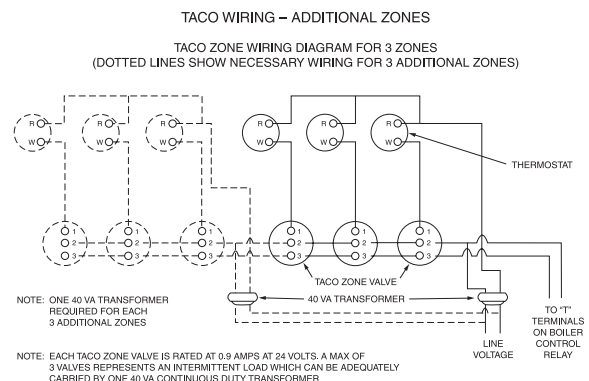 TACO WIRING – ADDITIONAL ZONES
TACO ZONE WIRING DIAGRAM FOR 3 ZONES
(DOTTED LINES SHOW NECESSARY WIRING FOR 3 ADDITIONAL ZONES)
R R R R R R
W W W W W W
THERMOSTAT
1 1 1 1 1 1
2 2 2 2 2 2
3 3 3 3 3 3
TACO ZONE VALVE
40 VA TRANSFORMER
NOTE: ONE 40 VA TRANSFORMER
REQUIRED FOR EACH
3 ADDITIONAL ZONES
LINE
VOLTAGE
TO "T"
TERMINALS
ON BOILER
CONTROL
RELAY
NOTE: EACH TACO ZONE VALVE IS RATED AT 0.9 AMPS AT 24 VOLTS. A MAX OF
3 VALVES REPRESENTS AN INTERMITTENT LOAD WHICH CAN BE ADEQUATELY
CARRIED BY ONE 40 VA CONTINUOUS DUTY TRANSFORMER